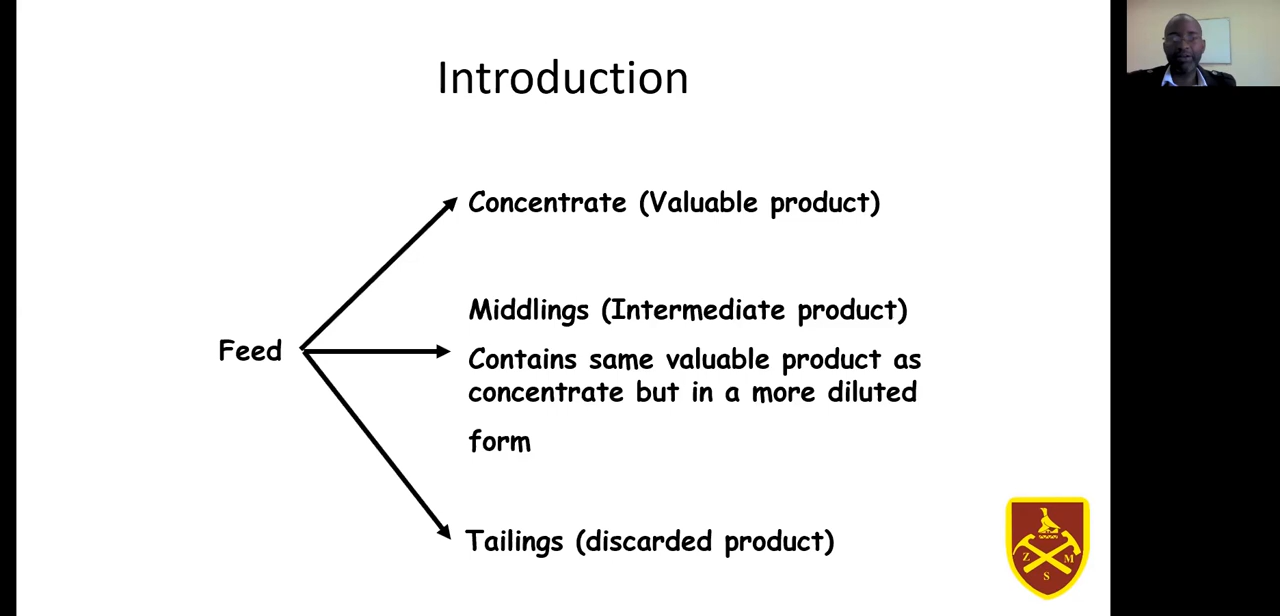 Introduction
Concentrate (Valuable product)
Middlings (Intermediate product)
Feed
Contains same valuable product as
concentrate but in a more diluted
form
Tailings (discarded product)
Z M
S